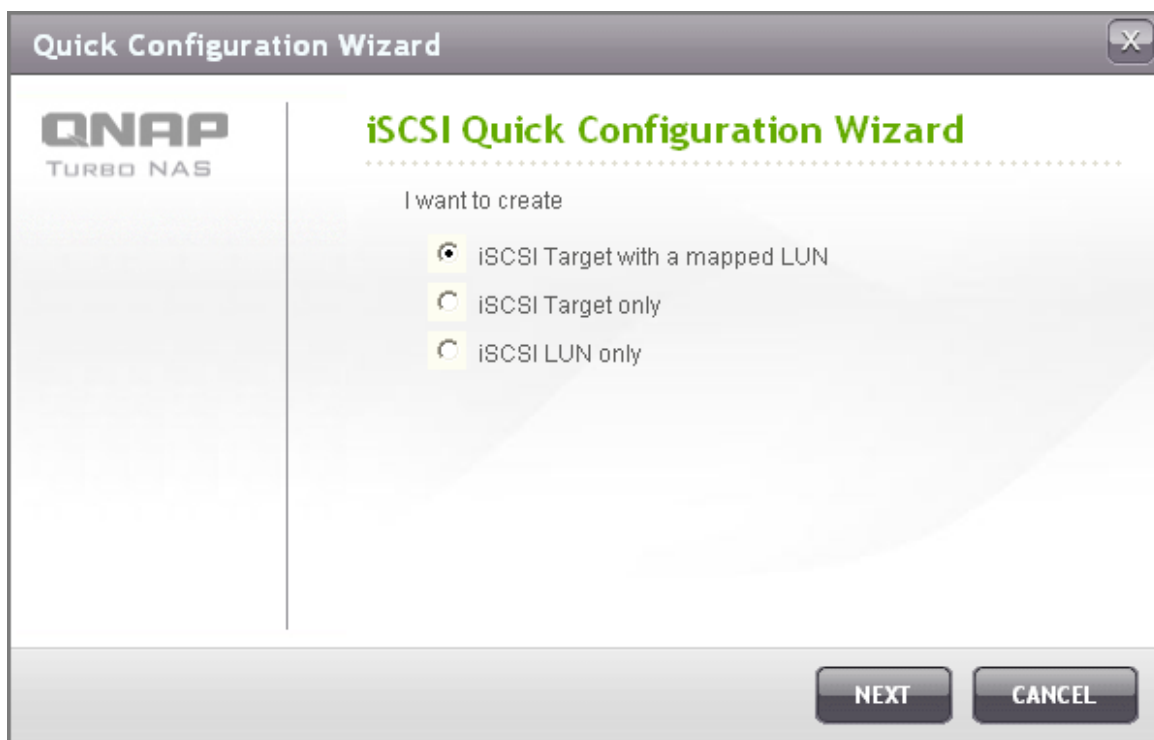 Quick Configuration Wizard
X
QNAP
TURBO NAS
iSCSI Quick Configuration Wizard
I want to create
iSCSI Target with a mapped LUN
iSCSI Target only
iSCSI LUN only
NEXT
CANCEL